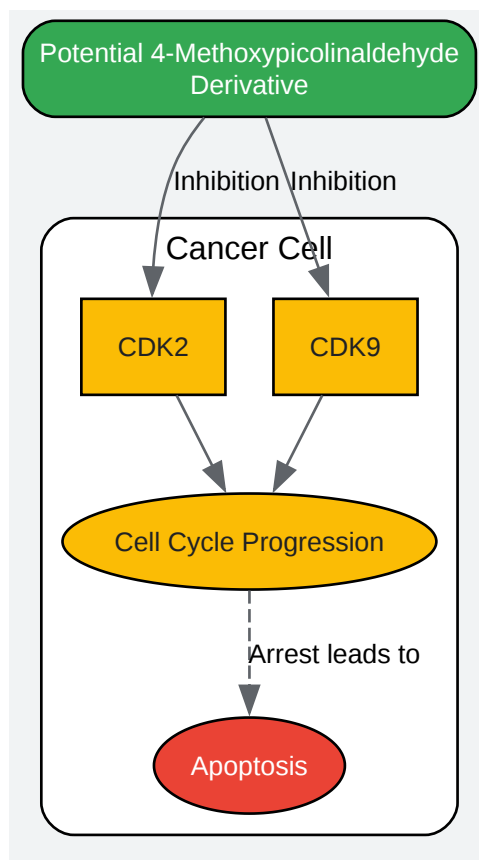 Potential 4-Methoxypicolinaldehyde
Derivative
Inhibition
Inhibition
Cancer Cell
CDK2
CDK9
Cell Cycle Progression
Arrest leads to
Apoptosis